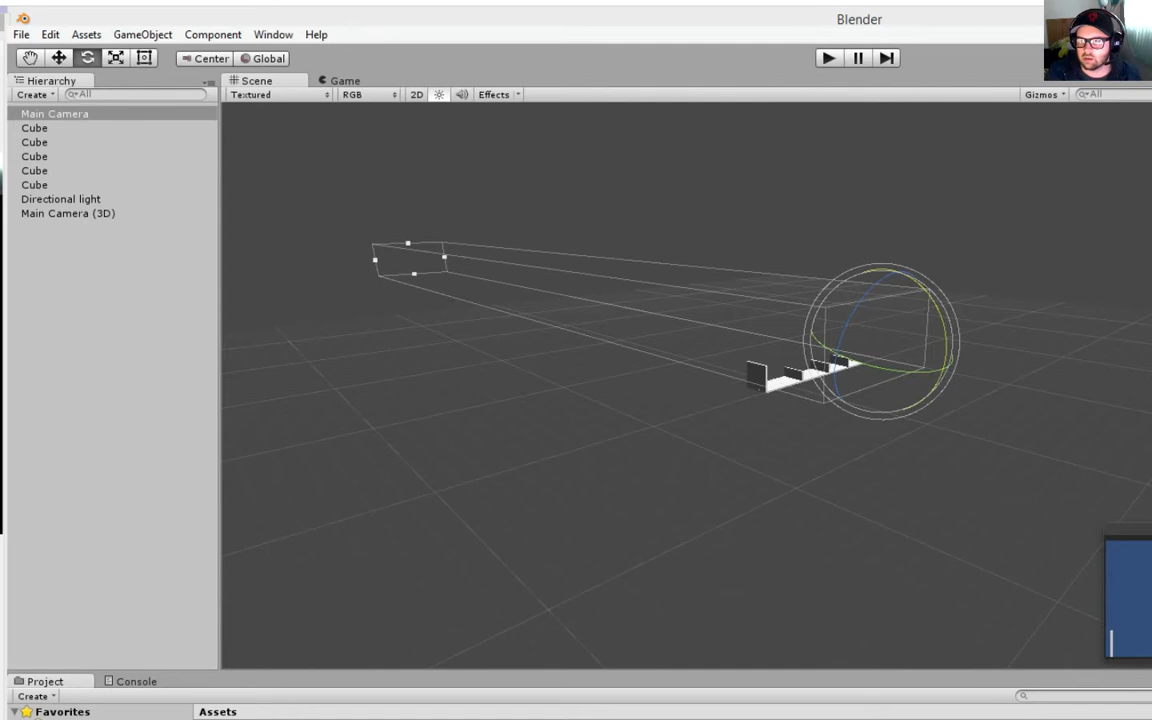 Blender
File Edit Assets GameObject Component Window Help
Center Global
Hierarchy Scene Game
Create All Textured RGB 2D Effects Gizmos All
Main Camera
Cube
Cube
Cube
Cube
Cube
Directional light
Main Camera (3D)
Project Console
Create
Favorites Assets